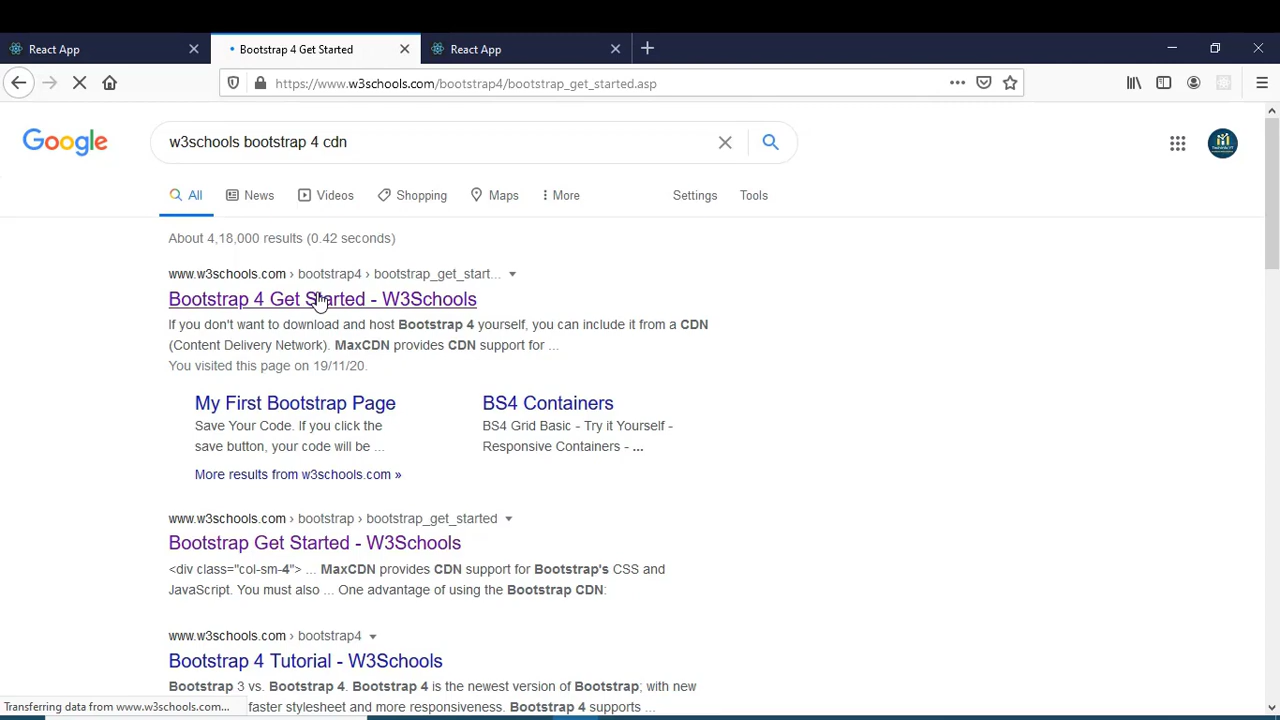 React App
Bootstrap 4 Get Started
React App
https://www.w3schools.com/bootstrap4/bootstrap_get_started.asp
Google
w3schools bootstrap 4 cdn
All
News
Videos
Shopping
Maps
More
Settings
Tools
About 4,18,000 results (0.42 seconds)
www.w3schools.com › bootstrap4 › bootstrap_get_start...
Bootstrap 4 Get Started - W3Schools
If you don't want to download and host Bootstrap 4 yourself, you can include it from a CDN
(Content Delivery Network). MaxCDN provides CDN support for ...
You visited this page on 19/11/20.
My First Bootstrap Page
Save Your Code. If you click the
save button, your code will be ...
BS4 Containers
BS4 Grid Basic - Try it Yourself -
Responsive Containers - ...
More results from w3schools.com »
www.w3schools.com › bootstrap › bootstrap_get_started
Bootstrap Get Started - W3Schools
<div class="col-sm-4"> ... MaxCDN provides CDN support for Bootstrap's CSS and
JavaScript. You must also ... One advantage of using the Bootstrap CDN:
www.w3schools.com › bootstrap4
Bootstrap 4 Tutorial - W3Schools
Bootstrap 3 vs. Bootstrap 4. Bootstrap 4 is the newest version of Bootstrap; with new
faster stylesheet and more responsiveness. Bootstrap 4 supports ...
Transferring data from www.w3schools.com...